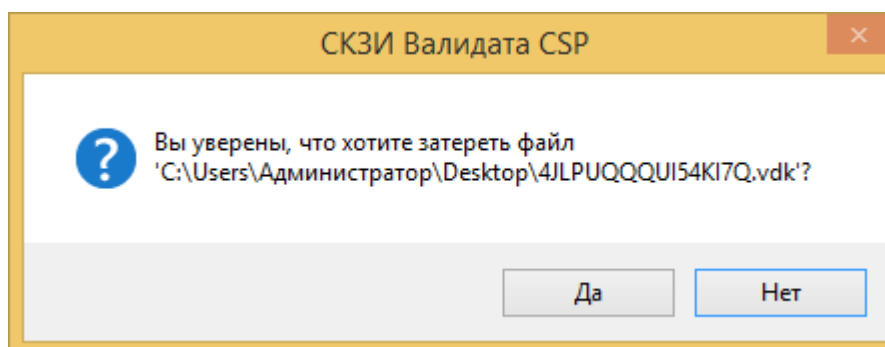 СКЗИ Валидата CSP
Вы уверены, что хотите затереть файл
'C:\Users\Администратор\Desktop\4JLPUQQQUI54KI7Q.vdk'?
Да
Нет